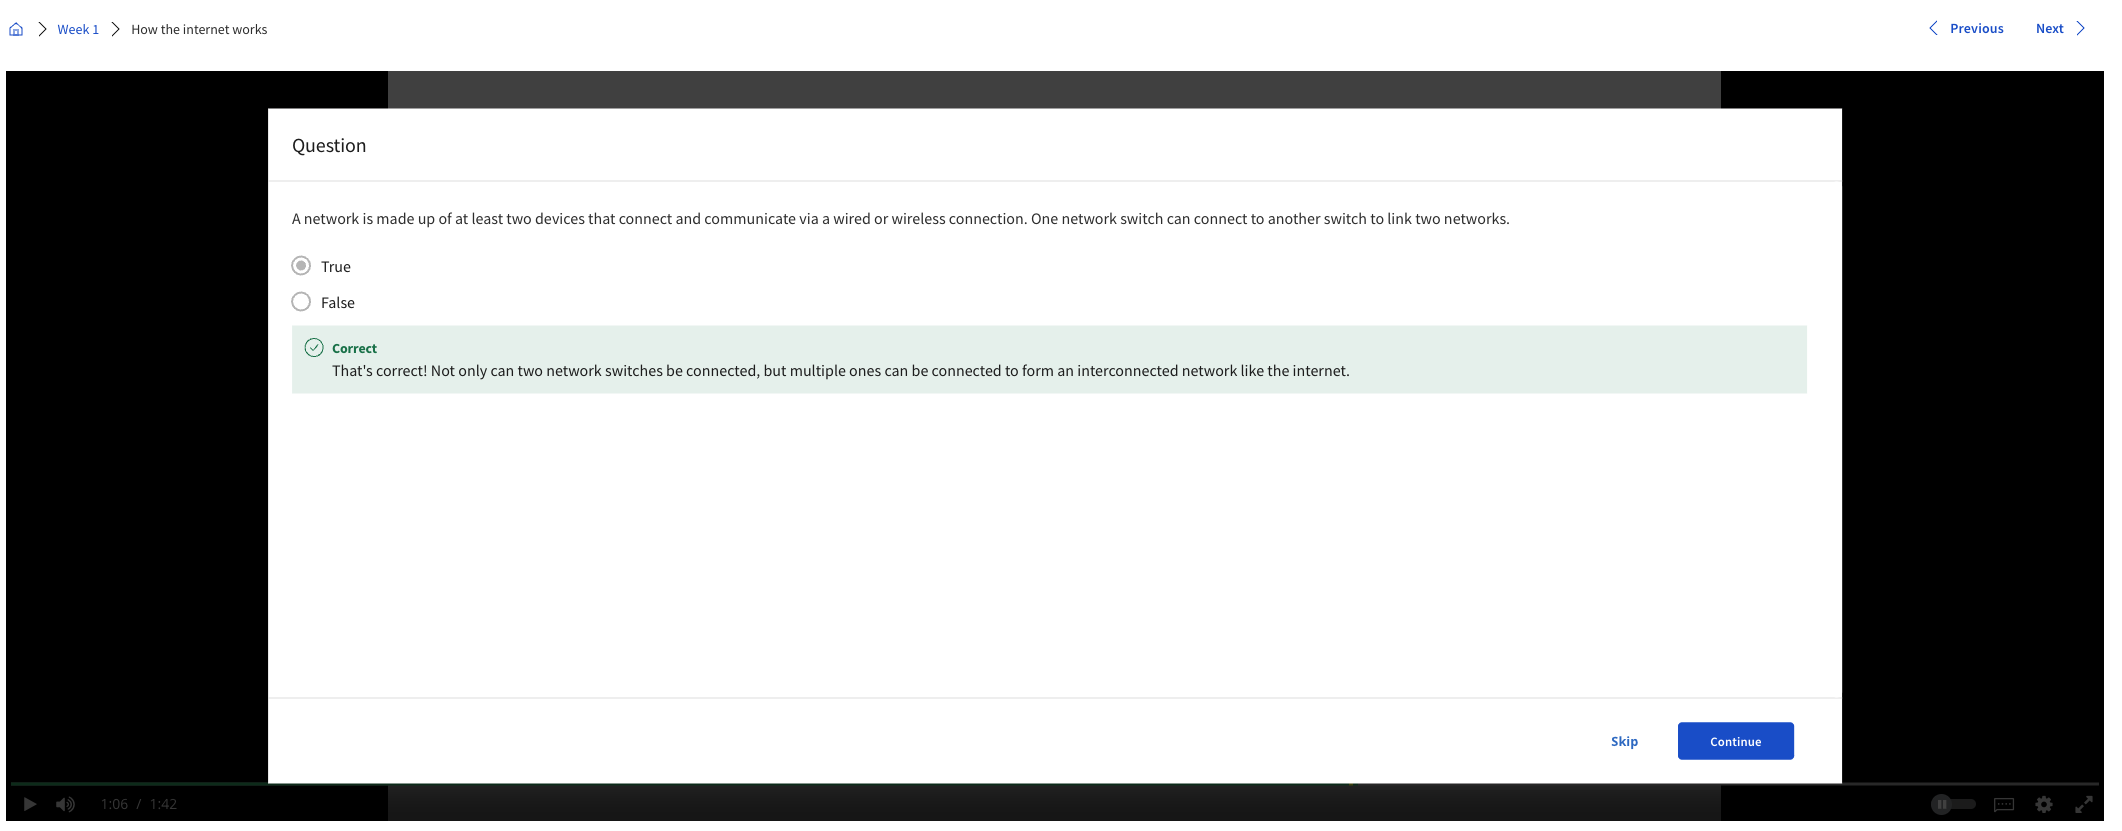 Week 1 How the internet works
Previous Next
Question
A network is made up of at least two devices that connect and communicate via a wired or wireless connection. One network switch can connect to another switch to link two networks.
True
False
Correct
That's correct! Not only can two network switches be connected, but multiple ones can be connected to form an interconnected network like the internet.
Skip Continue
1:06 / 1:42